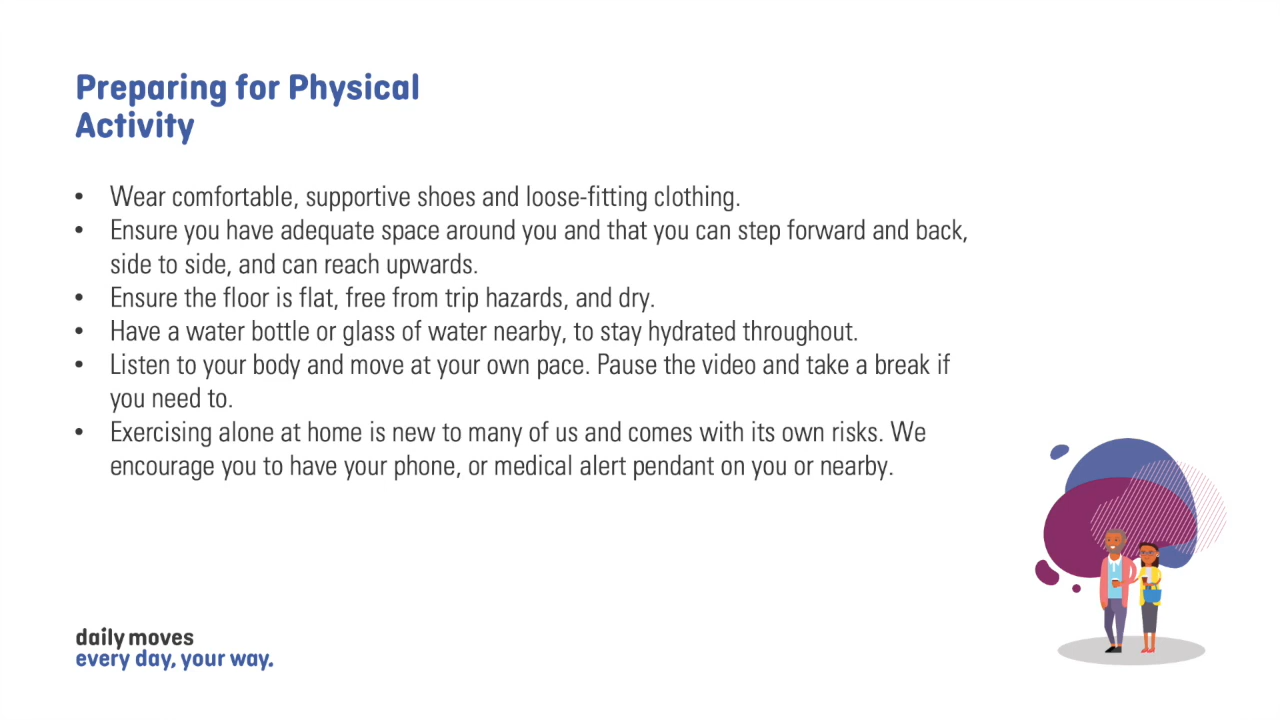 Preparing for Physical
Activity
• Wear comfortable, supportive shoes and loose-fitting clothing.
• Ensure you have adequate space around you and that you can step forward and back,
side to side, and can reach upwards.
• Ensure the floor is flat, free from trip hazards, and dry.
• Have a water bottle or glass of water nearby, to stay hydrated throughout.
• Listen to your body and move at your own pace. Pause the video and take a break if
you need to.
• Exercising alone at home is new to many of us and comes with its own risks. We
encourage you to have your phone, or medical alert pendant on you or nearby.
daily moves
every day, your way.